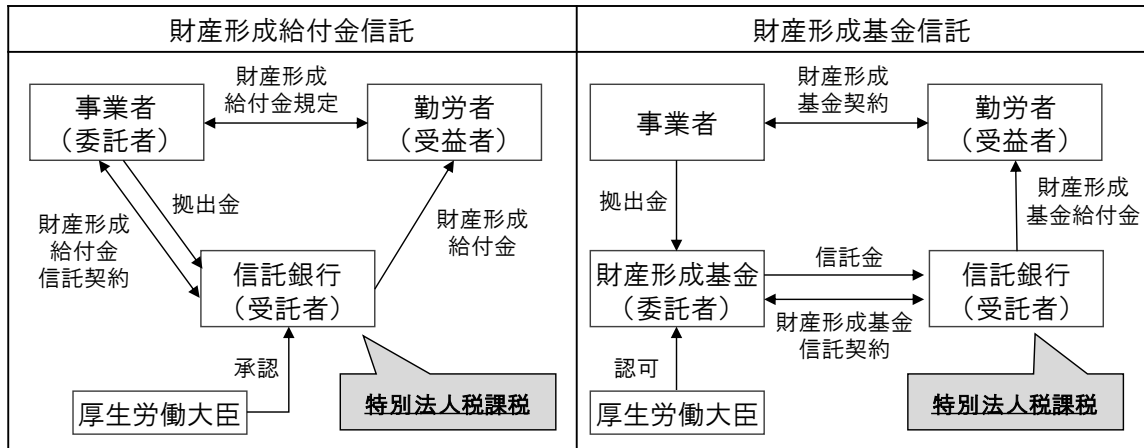 財産形成給付金信託
財産形成
給付金規定
事業者
（委託者）
勤労者
（受益者）
拠出金
財産形成
給付金
信託契約
財産形成
給付金
信託銀行
（受託者）
承認
厚生労働大臣
特別法人税課税
財産形成基金信託
財産形成
基金契約
事業者
勤労者
（受益者）
拠出金
財産形成
基金給付金
財産形成基金
（委託者）
信託金
信託銀行
（受託者）
財産形成基金
信託契約
認可
厚生労働大臣
特別法人税課税